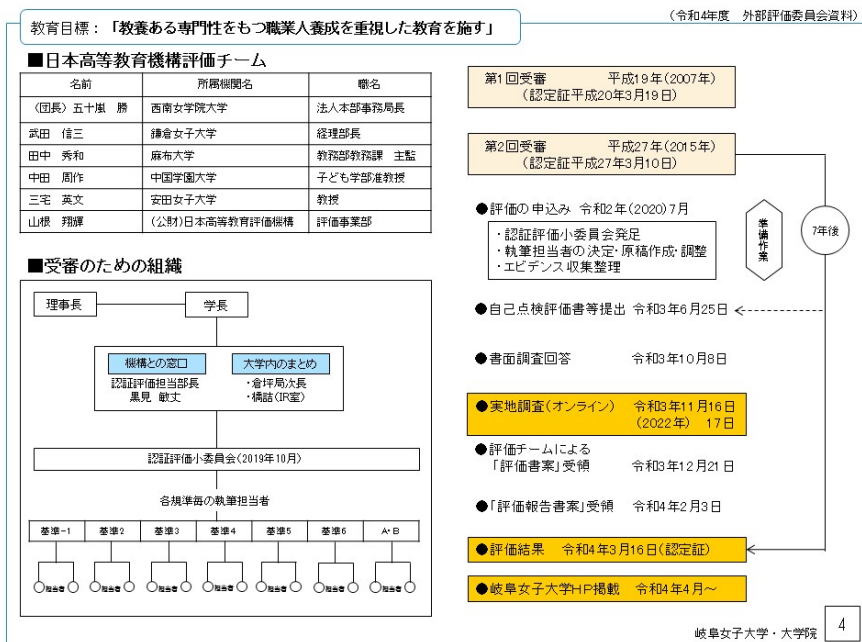 (令和4年度 外部評価委員会資料)
教育目標:「教養ある専門性をもつ職業人養成を重視した教育を施す」
■日本高等教育機構評価チーム
名前 所属機関名 職名
(団長)五十嵐 勝 西南女学院大学 法人本部事務局長
武田 信三 鎌倉女子大学 経理部長
田中 秀和 麻布大学 教務部教務課 主監
中田 周作 中国学園大学 子ども学部准教授
三宅 英文 安田女子大学 教授
山根 翔輝 (公財)日本高等教育評価機構 評価事業部
■受審のための組織
理事長 学長
機構との窓口
認証評価担当部長
黒見 敏丈
大学内のまとめ
・倉坪局次長
・橋詰(IR室)
認証評価小委員会(2019年10月)
各規準毎の執筆担当者
基準-1 基準2 基準3 基準4 基準5 基準6 A・B
担当者 担当者 担当者 担当者 担当者 担当者 担当者
第1回受審 平成19年(2007年)
(認定証平成20年3月19日)
第2回受審 平成27年(2015年)
(認定証平成27年3月10日)
●評価の申込み 令和2年(2020)7月
・認証評価小委員会発足
・執筆担当者の決定・原稿作成・調整
・エビデンス収集整理
準備作業
7年後
●自己点検評価書等提出 令和3年6月25日
●書面調査回答 令和3年10月8日
●実地調査(オンライン) 令和3年11月16日
(2022年) 17日
●評価チームによる
「評価書案」受領 令和3年12月21日
●「評価報告書案」受領 令和4年2月3日
●評価結果 令和4年3月16日(認定証)
●岐阜女子大学HP掲載 令和4年4月~
岐阜女子大学・大学院 4